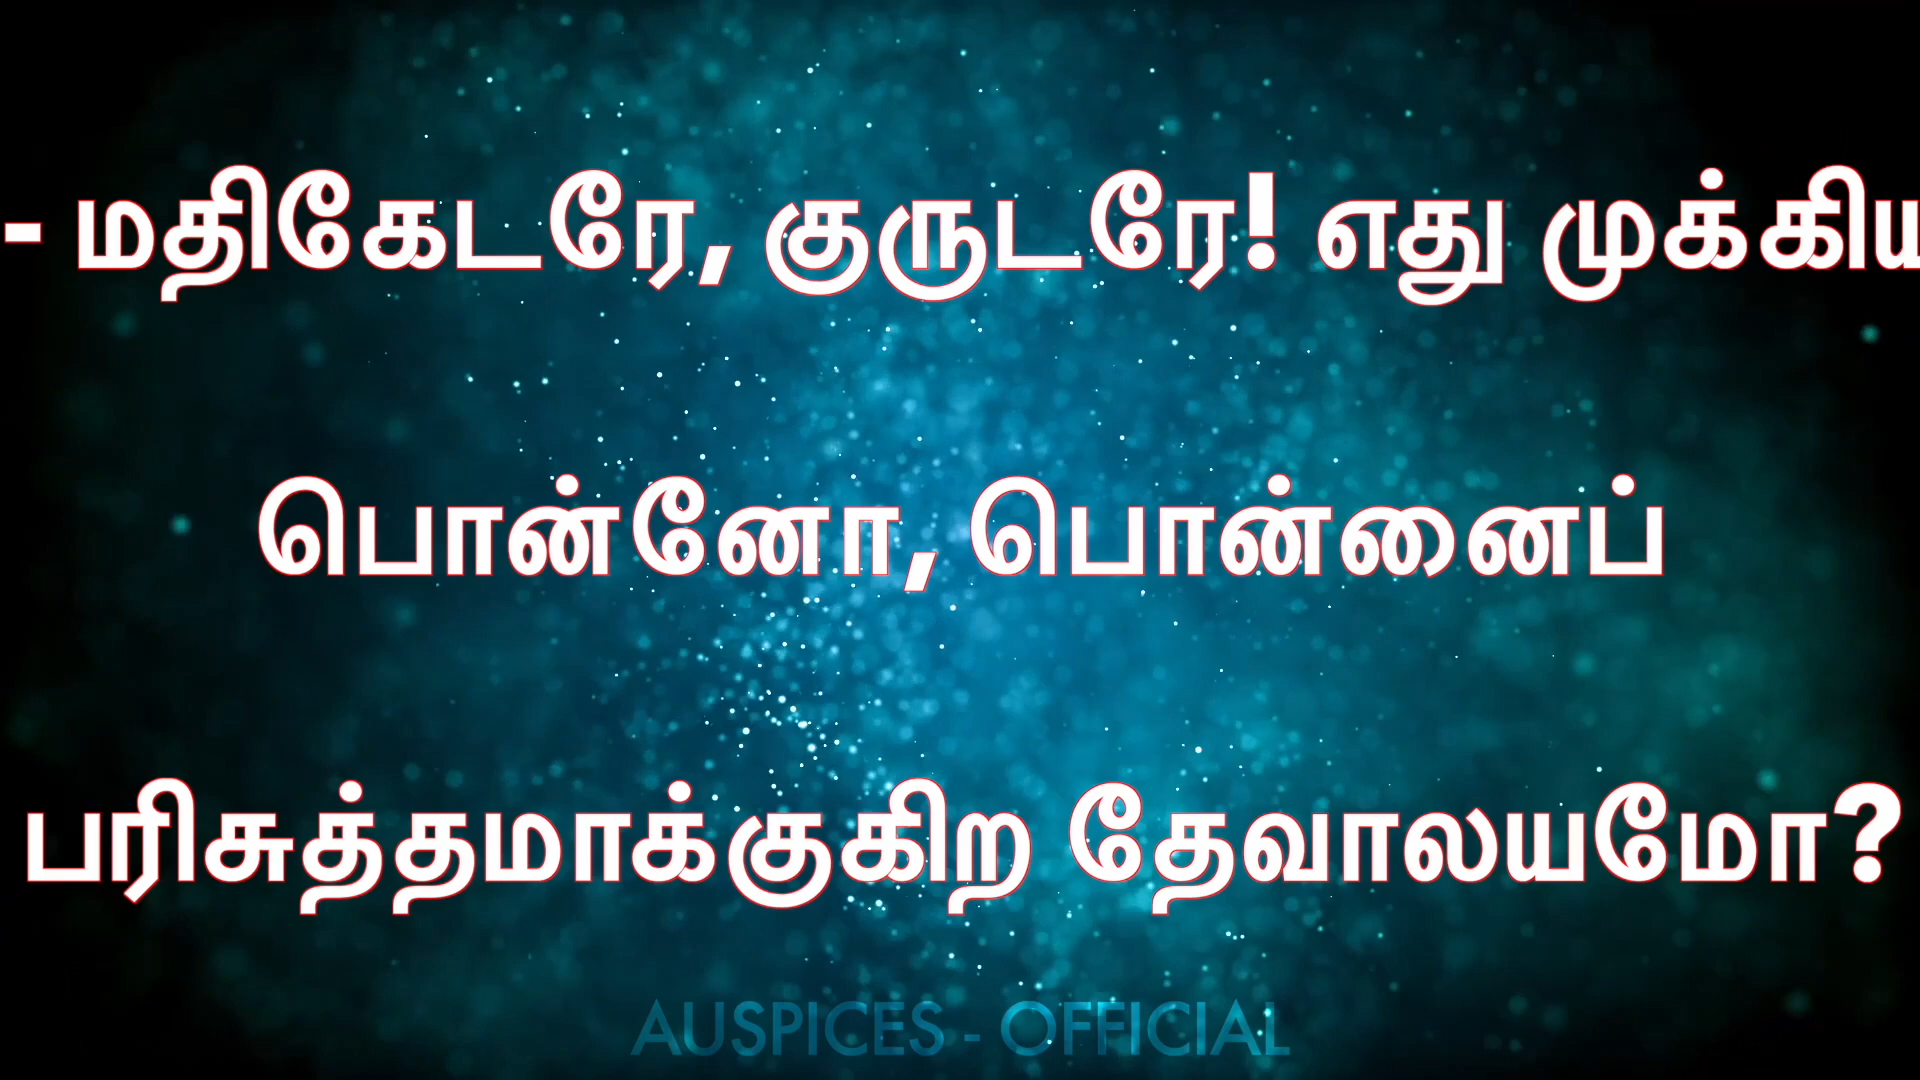 - மதிகேடரே, குருடரே! எது முக்கிய
பொன்னோ, பொன்னைப்
பரிசுத்தமாக்குகிற தேவாலயமோ?
AUSPICES - OFFICIAL